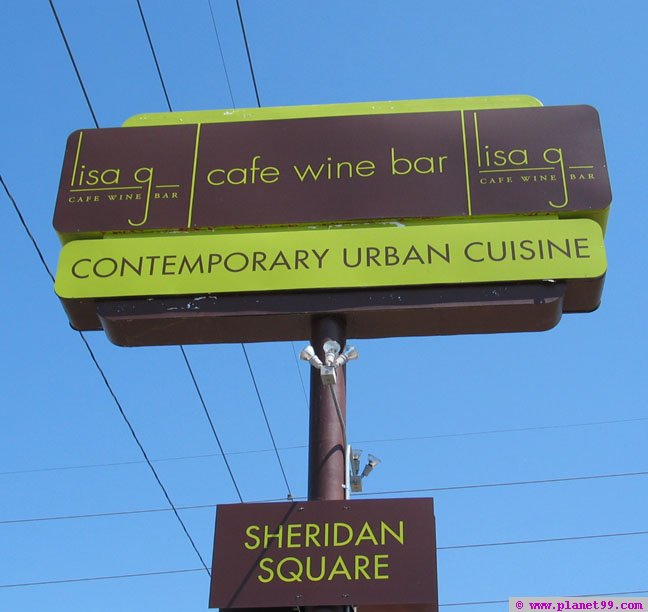 lisa g
CAFE WINE BAR
cafe wine bar
lisa g
CAFE WINE BAR
CONTEMPORARY URBAN CUISINE
SHERIDAN
SQUARE
© www.planet99.com